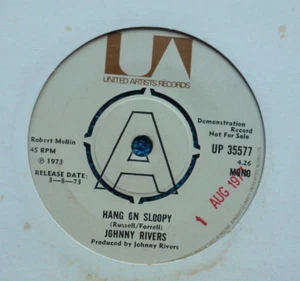 UA
UNITED ARTISTS RECORDS
A
Demonstration
Record
Not For Sale
Robert Mellin
45 RPM
℗ 1973
RELEASE DATE:
3-8-73
UP 35577
4.26
MONO
1 AUG 197
HANG ON SLOOPY
(Russell/Farrell)
JOHNNY RIVERS
Produced by Johnny Rivers